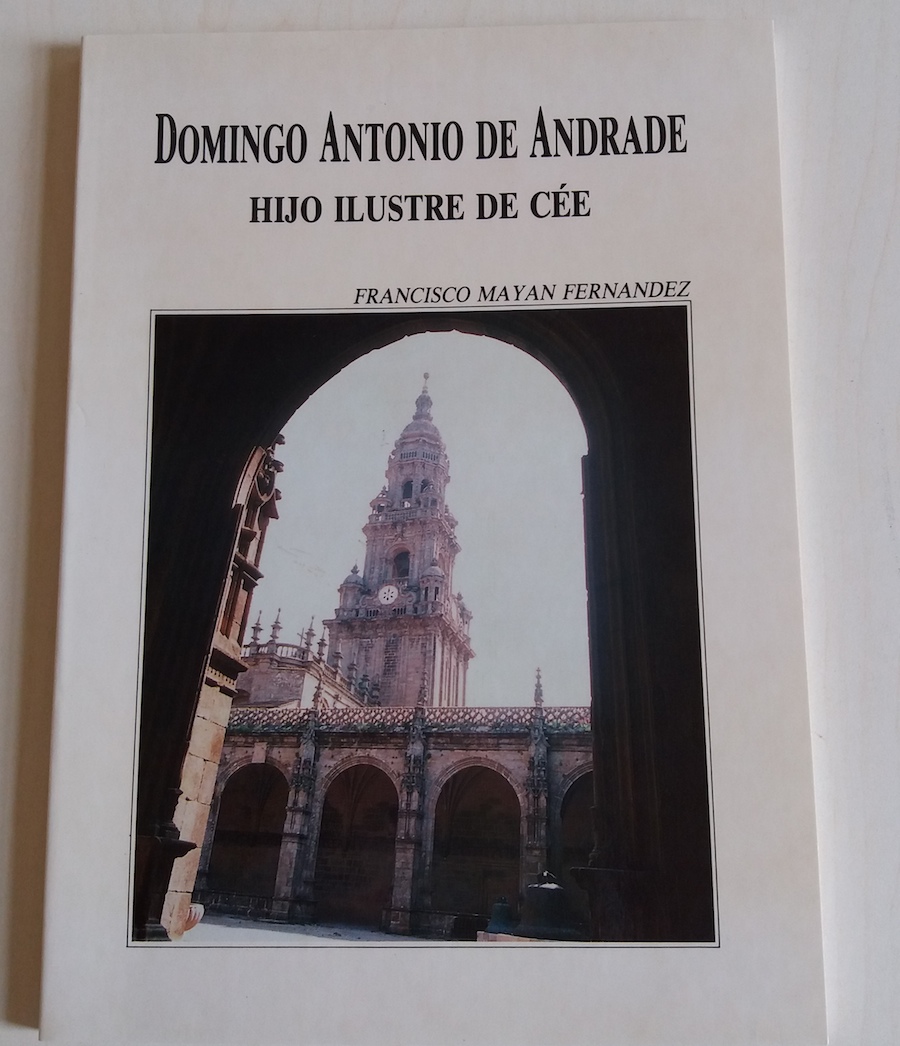 DOMINGO ANTONIO DE ANDRADE
HIJO ILUSTRE DE CÉE
FRANCISCO MAYAN FERNANDEZ